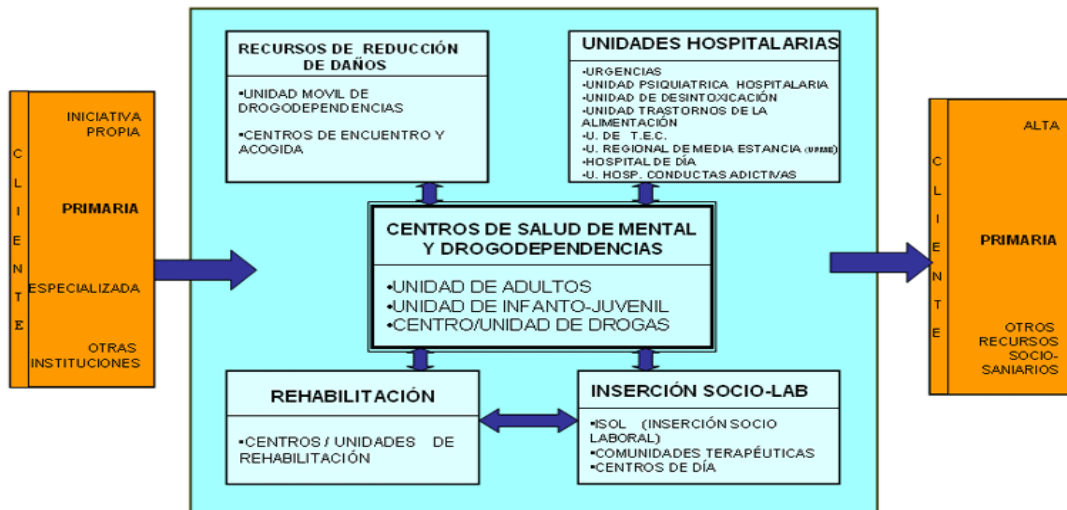 CLIENTE
INICIATIVA
PROPIA
PRIMARIA
ESPECIALIZADA
OTRAS
INSTITUCIONES
RECURSOS DE REDUCCIÓN
DE DAÑOS
•UNIDAD MOVIL DE
DROGODEPENDENCIAS
•CENTROS DE ENCUENTRO Y
ACOGIDA
UNIDADES HOSPITALARIAS
•URGENCIAS
•UNIDAD PSIQUIATRICA HOSPITALARIA
•UNIDAD DE DESINTOXICACIÓN
•UNIDAD TRASTORNOS DE LA
ALIMENTACIÓN
•U. DE T.E.C.
•U. REGIONAL DE MEDIA ESTANCIA
•HOSPITAL DE DÍA
•U. HOSP. CONDUCTAS ADICTIVAS
CENTROS DE SALUD DE MENTAL
Y DROGODEPENDENCIAS
•UNIDAD DE ADULTOS
•UNIDAD DE INFANTO-JUVENIL
•CENTRO/UNIDAD DE DROGAS
REHABILITACIÓN
•CENTROS / UNIDADES DE
REHABILITACIÓN
INSERCIÓN SOCIO-LAB
•ISOL (INSERCIÓN SOCIO
LABORAL)
•COMUNIDADES TERAPÉUTICAS
•CENTROS DE DÍA
CLIENTE
ALTA
PRIMARIA
OTROS
RECURSOS
SOCIO-
SANIARIOS